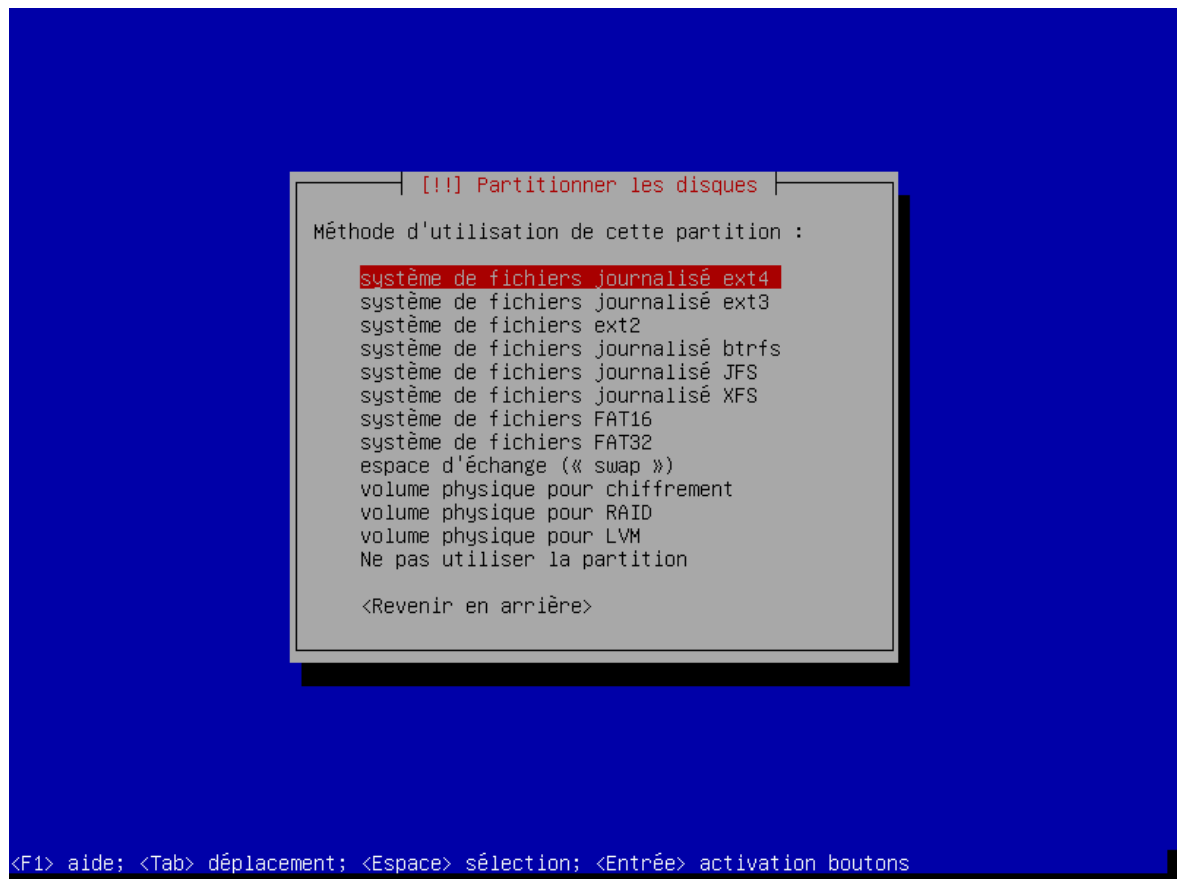 [!!] Partitionner les disques
Méthode d'utilisation de cette partition :
système de fichiers journalisé ext4
système de fichiers journalisé ext3
système de fichiers ext2
système de fichiers journalisé btrfs
système de fichiers journalisé JFS
système de fichiers journalisé XFS
système de fichiers FAT16
système de fichiers FAT32
espace d'échange (« swap »)
volume physique pour chiffrement
volume physique pour RAID
volume physique pour LVM
Ne pas utiliser la partition
<Revenir en arrière>
<F1> aide; <Tab> déplacement; <Espace> sélection; <Entrée> activation boutons